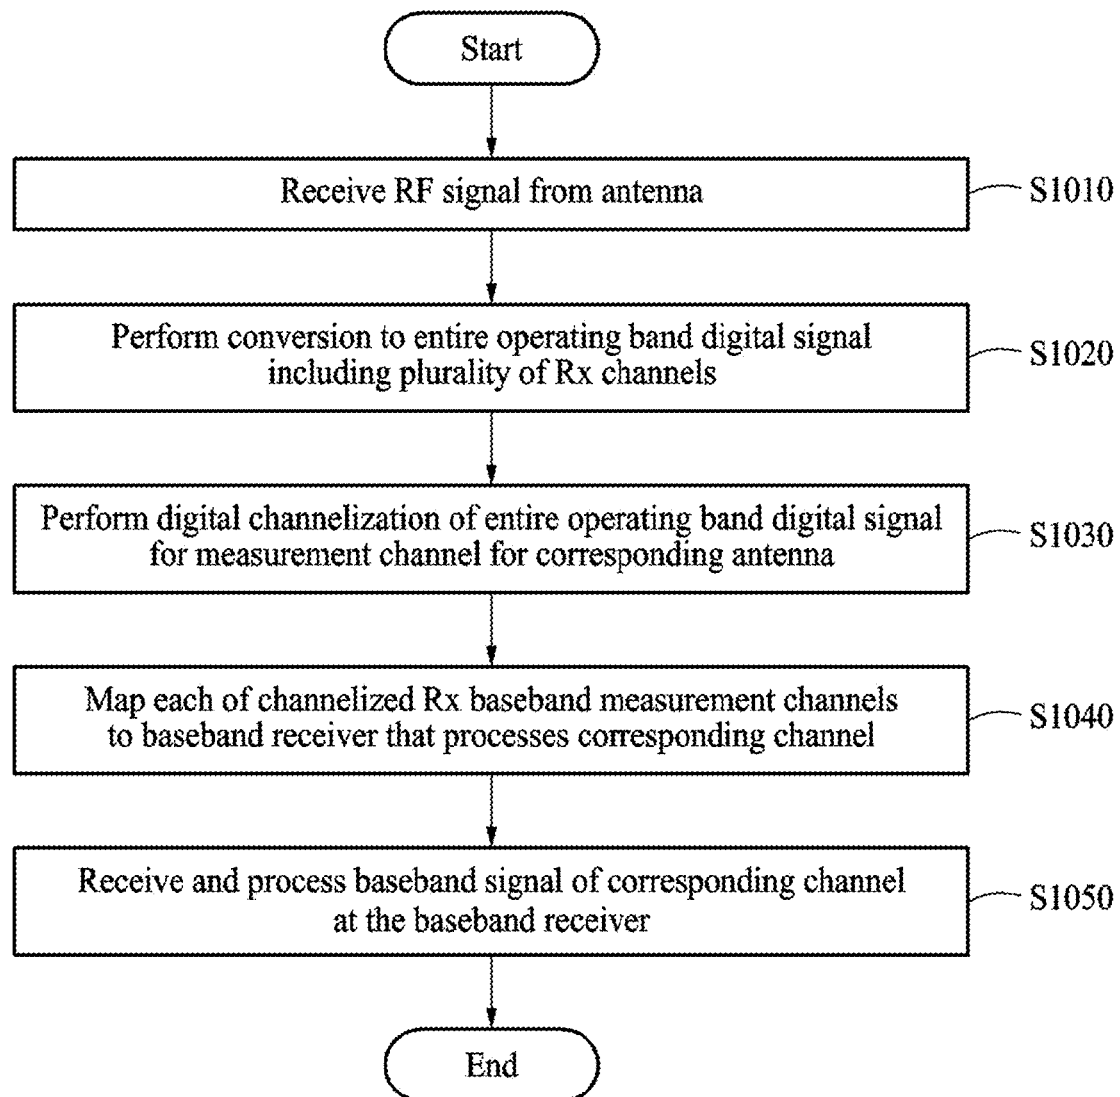 Start
Receive RF signal from antenna
S1010
Perform conversion to entire operating band digital signal
including plurality of Rx channels
S1020
Perform digital channelization of entire operating band digital signal
for measurement channel for corresponding antenna
S1030
Map each of channelized Rx baseband measurement channels
to baseband receiver that processes corresponding channel
S1040
Receive and process baseband signal of corresponding channel
at the baseband receiver
S1050
End